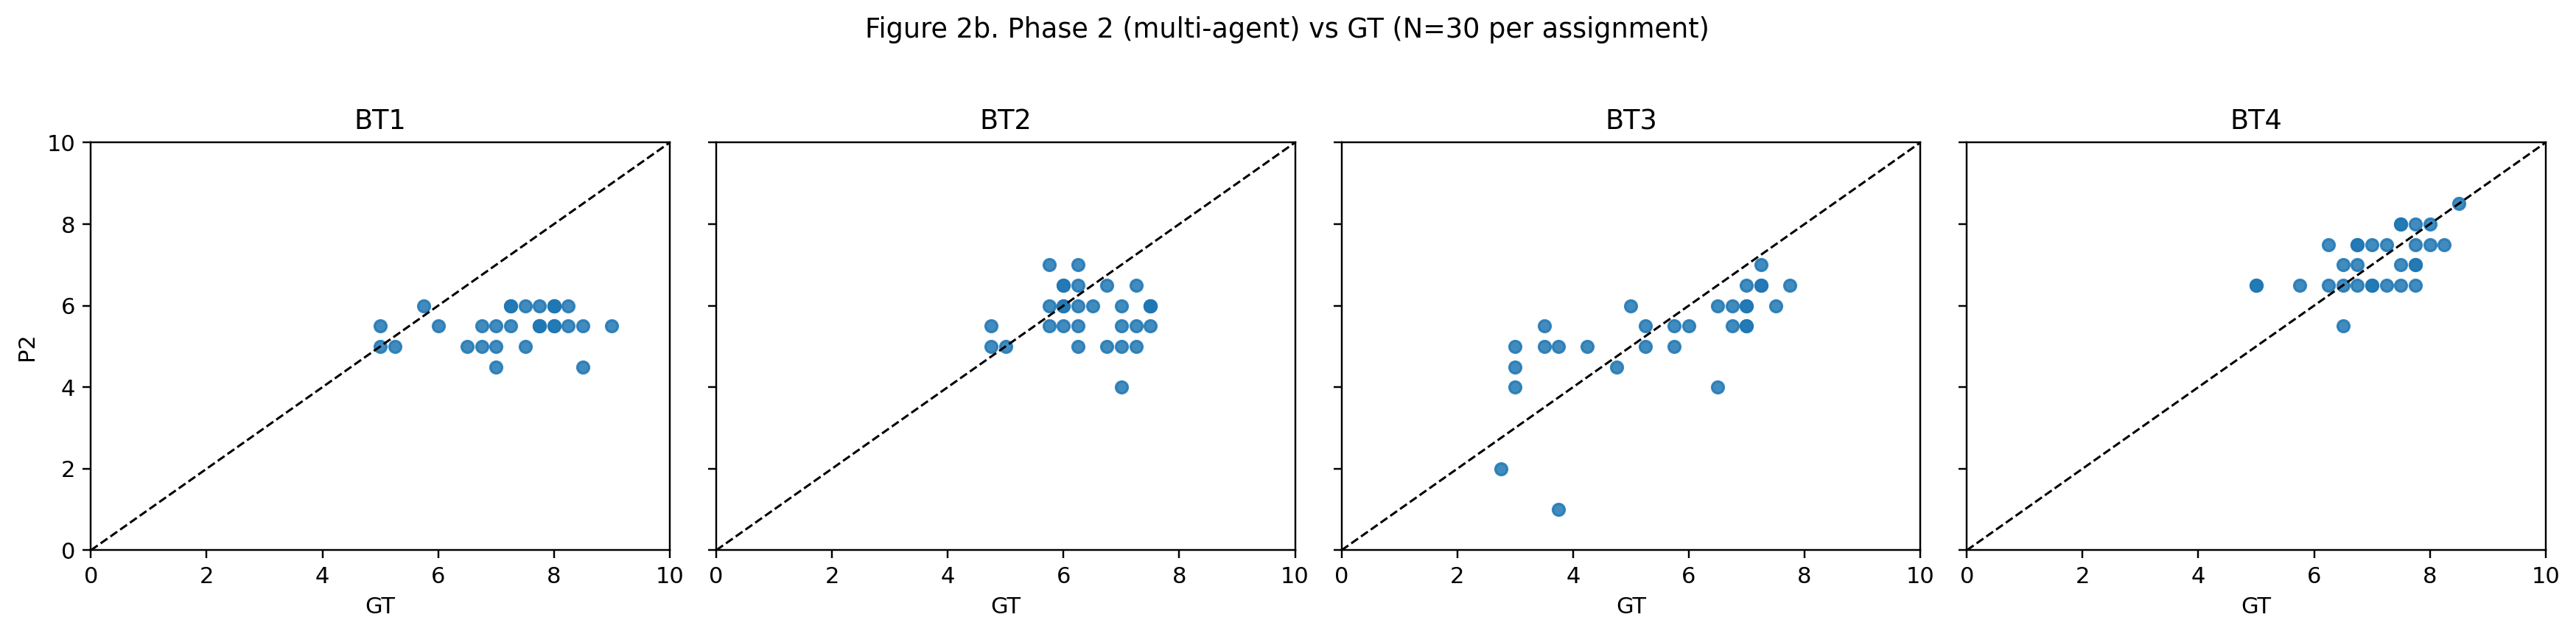 Figure 2b. Phase 2 (multi-agent) vs GT (N=30 per assignment)
BT1 BT2 BT3 BT4
10
8
6
4
2
0
P2
0 2 4 6 8 10 0 2 4 6 8 10 0 2 4 6 8 10 0 2 4 6 8 10
GT GT GT GT